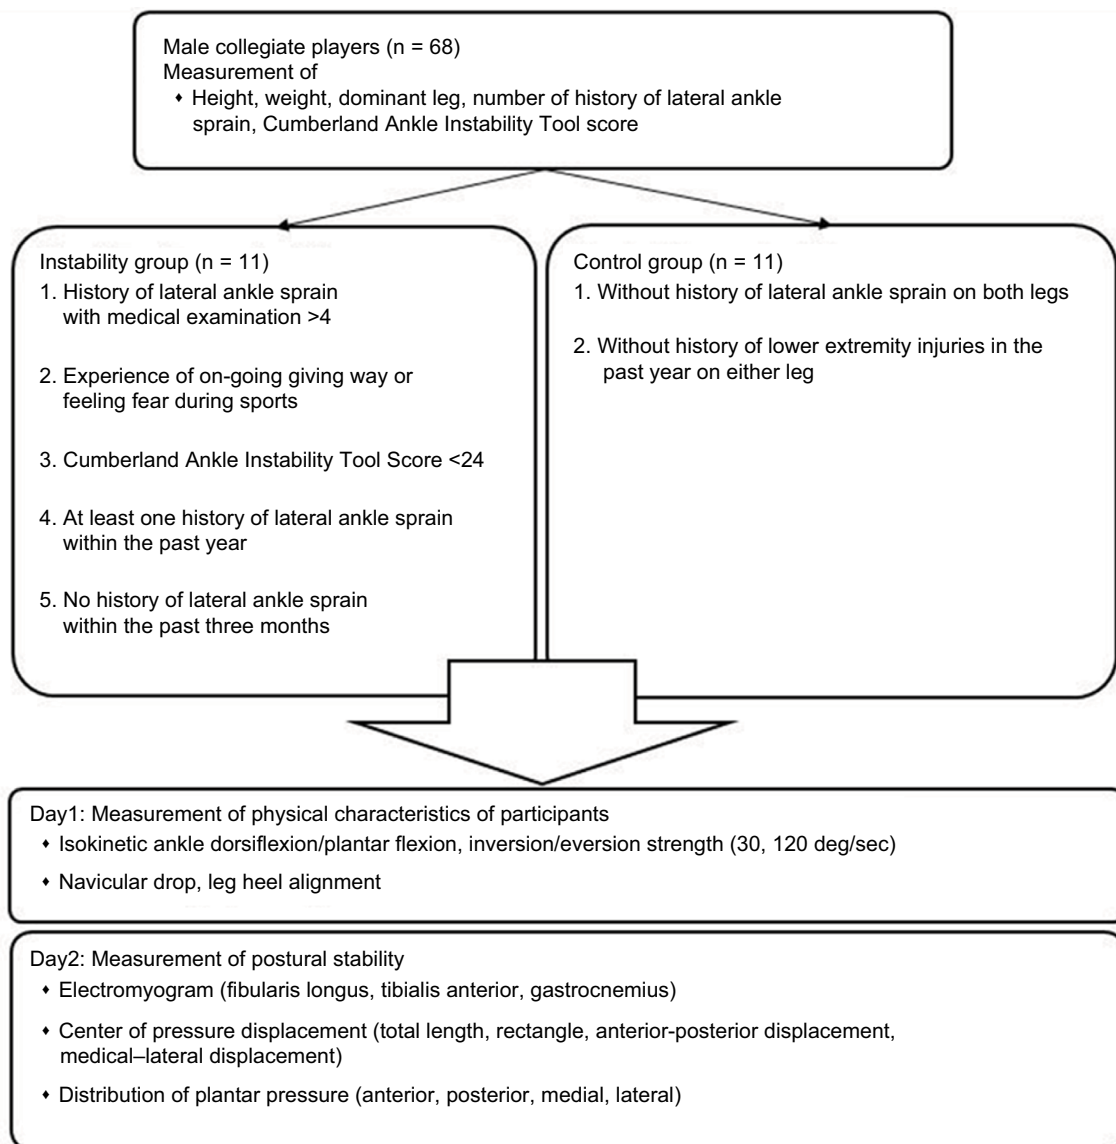 Male collegiate players (n = 68)
Measurement of
♦ Height, weight, dominant leg, number of history of lateral ankle
sprain, Cumberland Ankle Instability Tool score
Instability group (n = 11)
1. History of lateral ankle sprain
with medical examination >4
2. Experience of on-going giving way or
feeling fear during sports
3. Cumberland Ankle Instability Tool Score <24
4. At least one history of lateral ankle sprain
within the past year
5. No history of lateral ankle sprain
within the past three months
Control group (n = 11)
1. Without history of lateral ankle sprain on both legs
2. Without history of lower extremity injuries in the
past year on either leg
Day1: Measurement of physical characteristics of participants
♦ Isokinetic ankle dorsiflexion/plantar flexion, inversion/eversion strength (30, 120 deg/sec)
♦ Navicular drop, leg heel alignment
Day2: Measurement of postural stability
♦ Electromyogram (fibularis longus, tibialis anterior, gastrocnemius)
♦ Center of pressure displacement (total length, rectangle, anterior-posterior displacement,
medical–lateral displacement)
♦ Distribution of plantar pressure (anterior, posterior, medial, lateral)